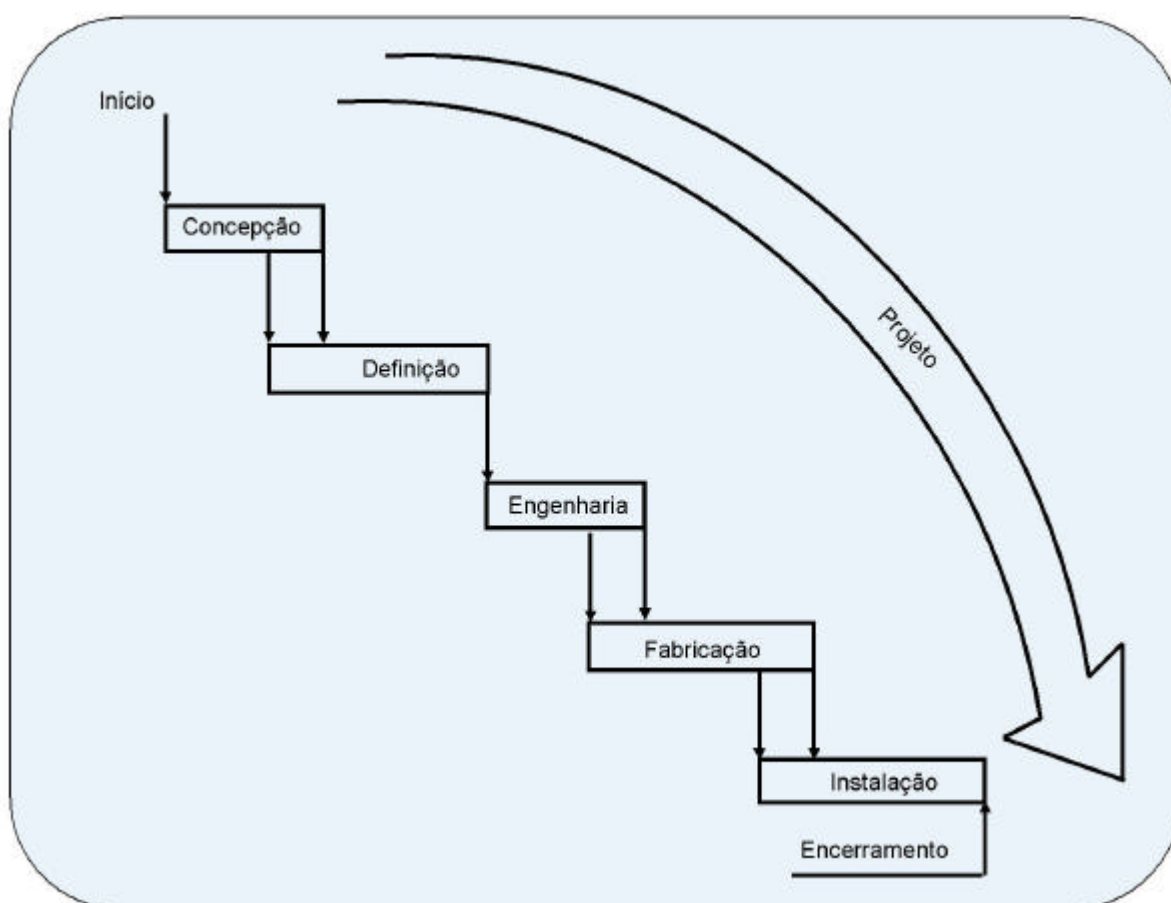 Início
Concepção
Projeto
Definição
Engenharia
Fabricação
Instalação
Encerramento